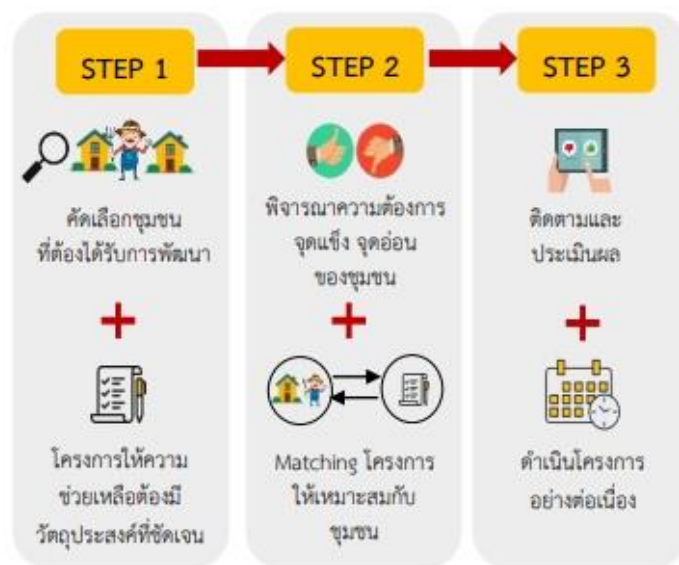 STEP 1
คัดเลือกชุมชน
ที่ต้องได้รับการพัฒนา
+
โครงการให้ความ
ช่วยเหลือต้องมี
วัตถุประสงค์ที่ชัดเจน
STEP 2
พิจารณาความต้องการ
จุดแข็ง จุดอ่อน
ของชุมชน
+
Matching โครงการ
ให้เหมาะสมกับ
ชุมชน
STEP 3
ติดตามและ
ประเมินผล
+
ดำเนินโครงการ
อย่างต่อเนื่อง